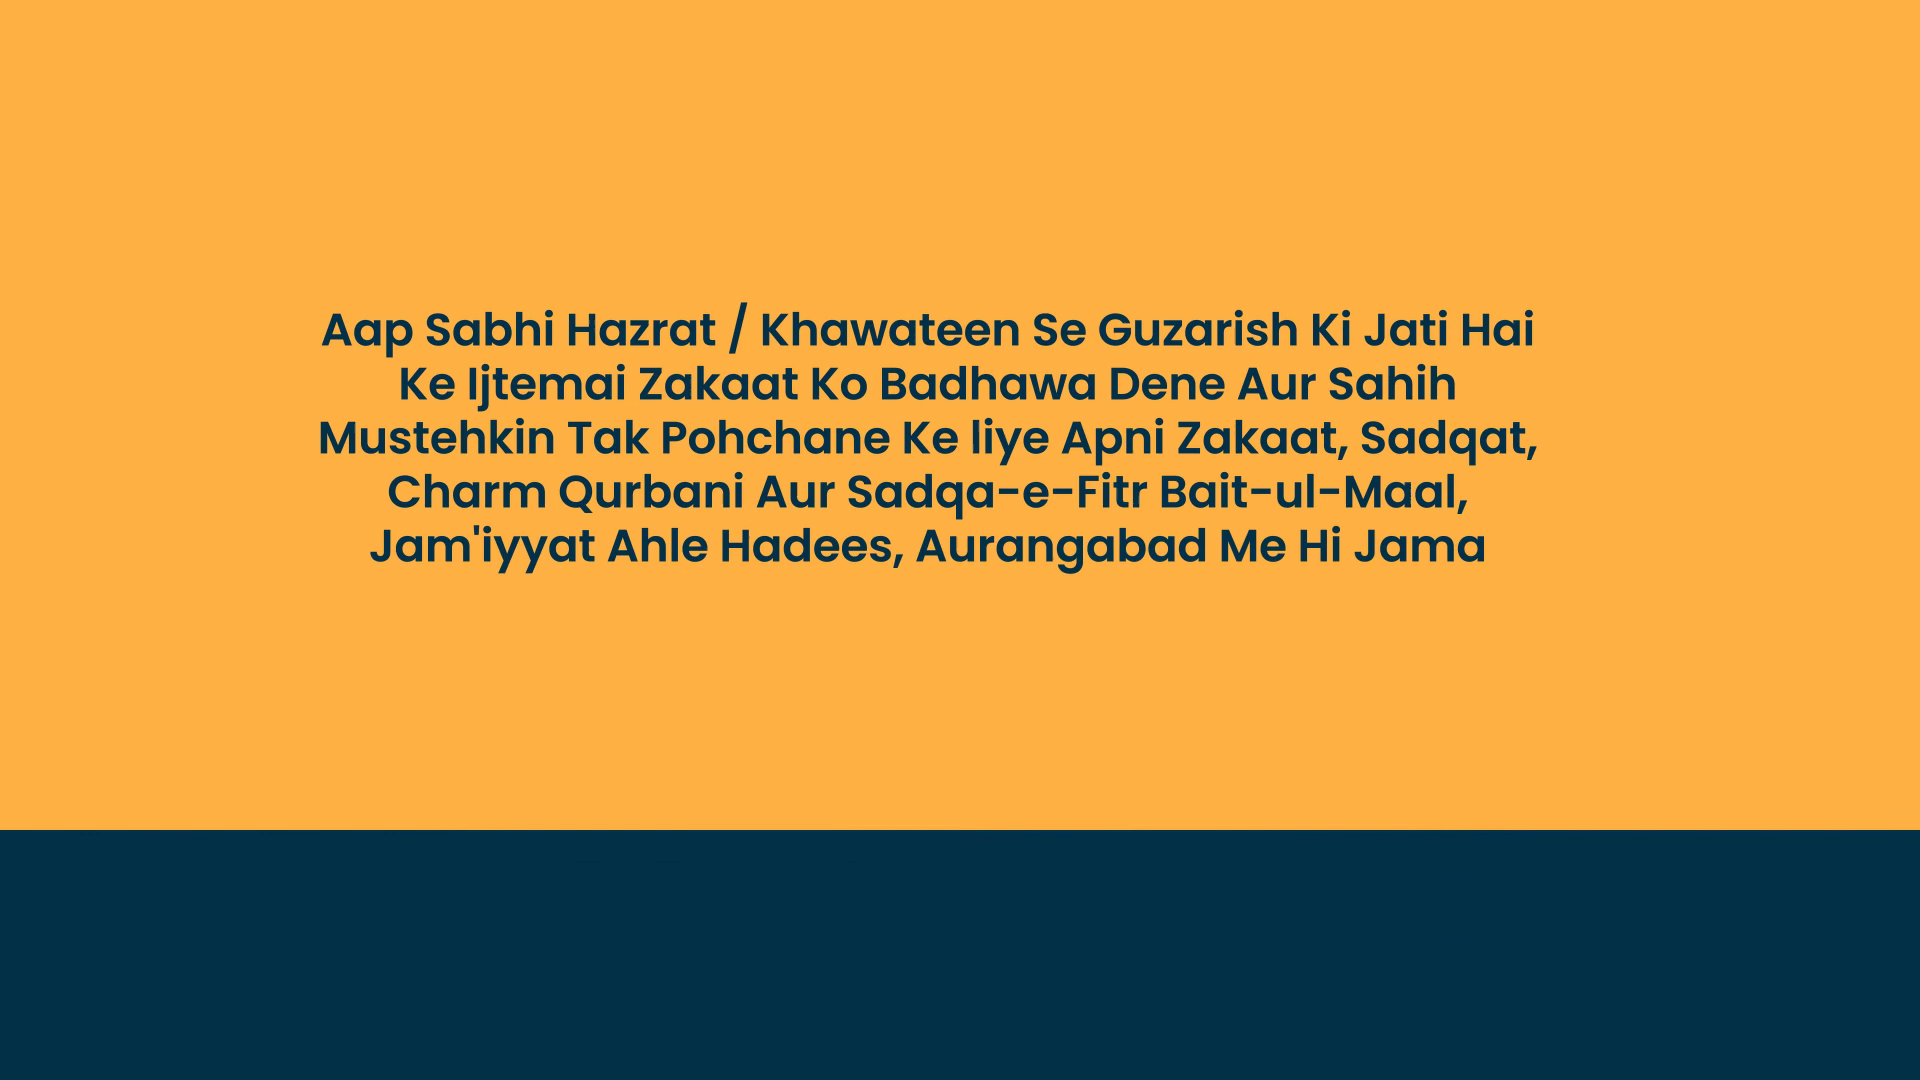 Aap Sabhi Hazrat / Khawateen Se Guzarish Ki Jati Hai
Ke Ijtemai Zakaat Ko Badhawa Dene Aur Sahih
Mustehkin Tak Pohchane Ke liye Apni Zakaat, Sadqat,
Charm Qurbani Aur Sadqa-e-Fitr Bait-ul-Maal,
Jam'iyyat Ahle Hadees, Aurangabad Me Hi Jama